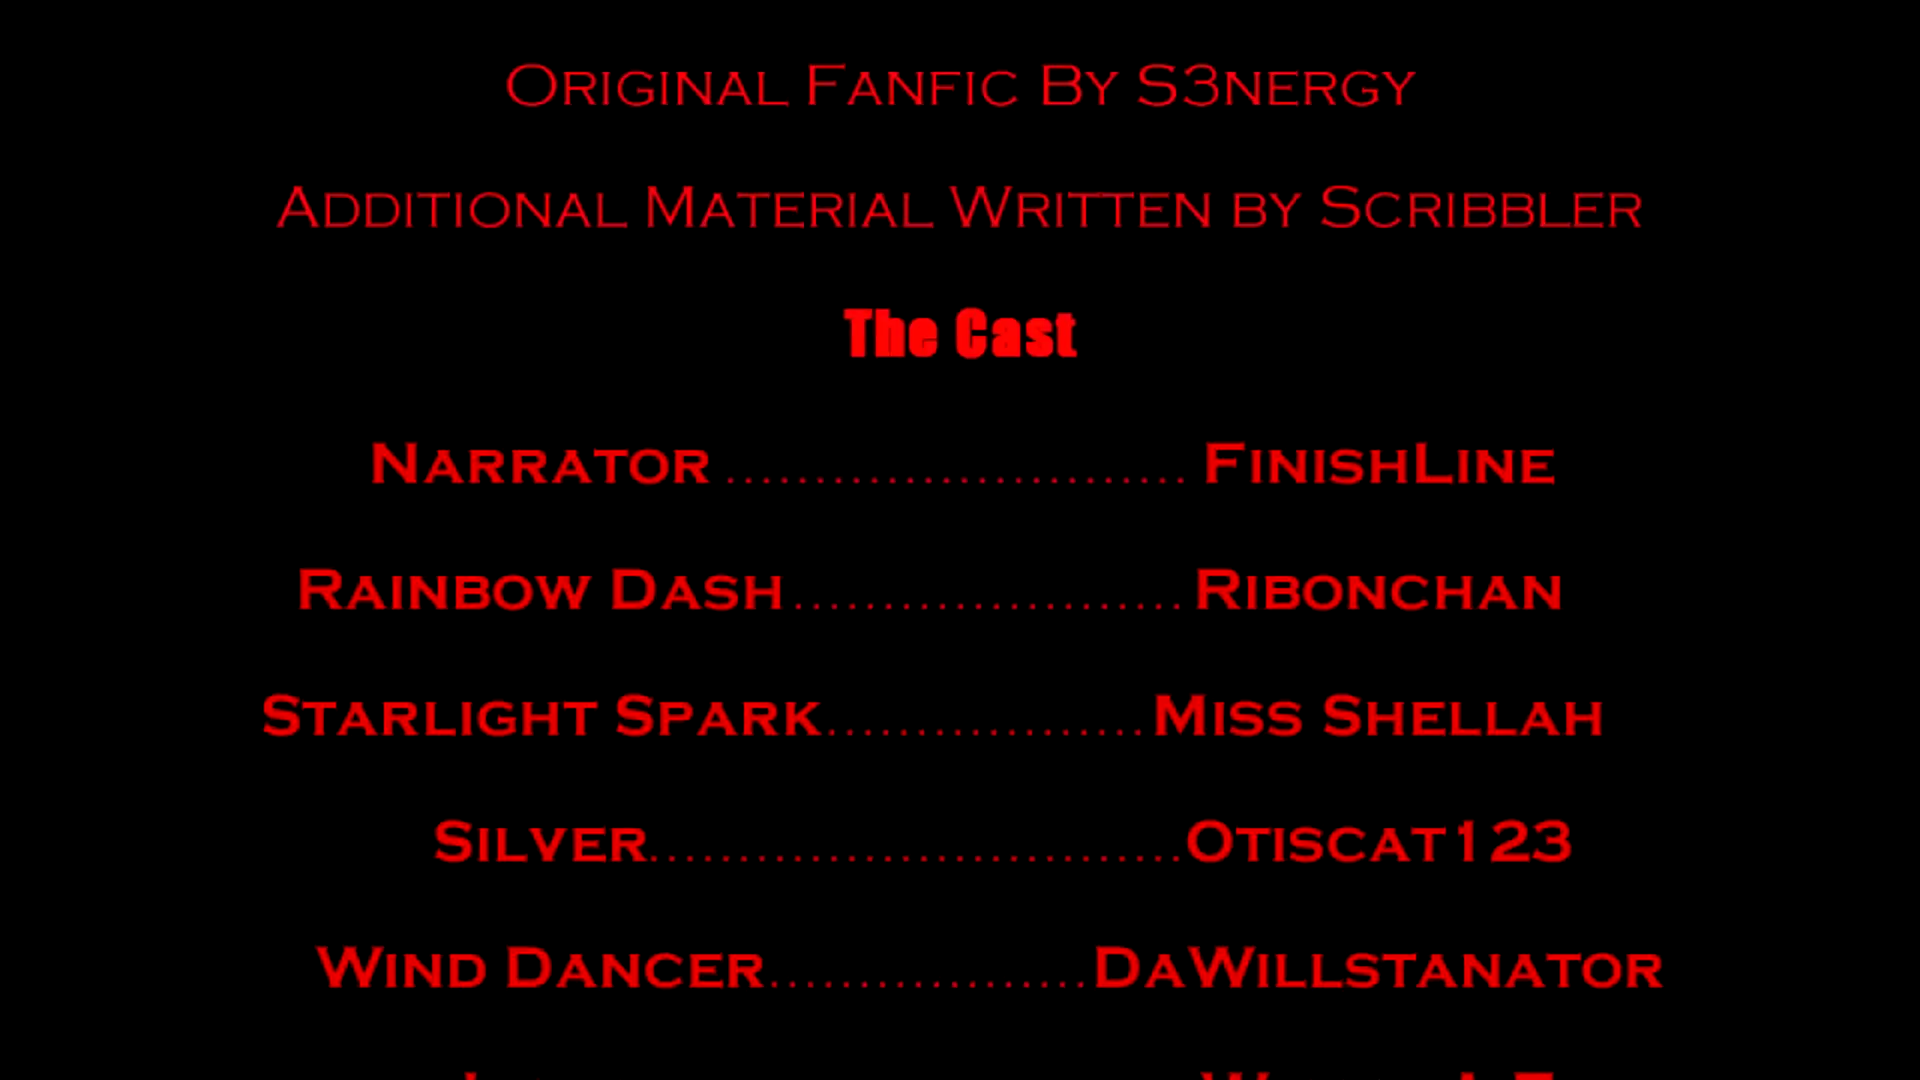 Original Fanfic By S3nergy
Additional Material Written by Scribbler
The Cast
Narrator .......................... FinishLine
Rainbow Dash ...................... Ribonchan
Starlight Spark.................. Miss Shellah
Silver..............................Otiscat123
Wind Dancer..................DaWillstanator